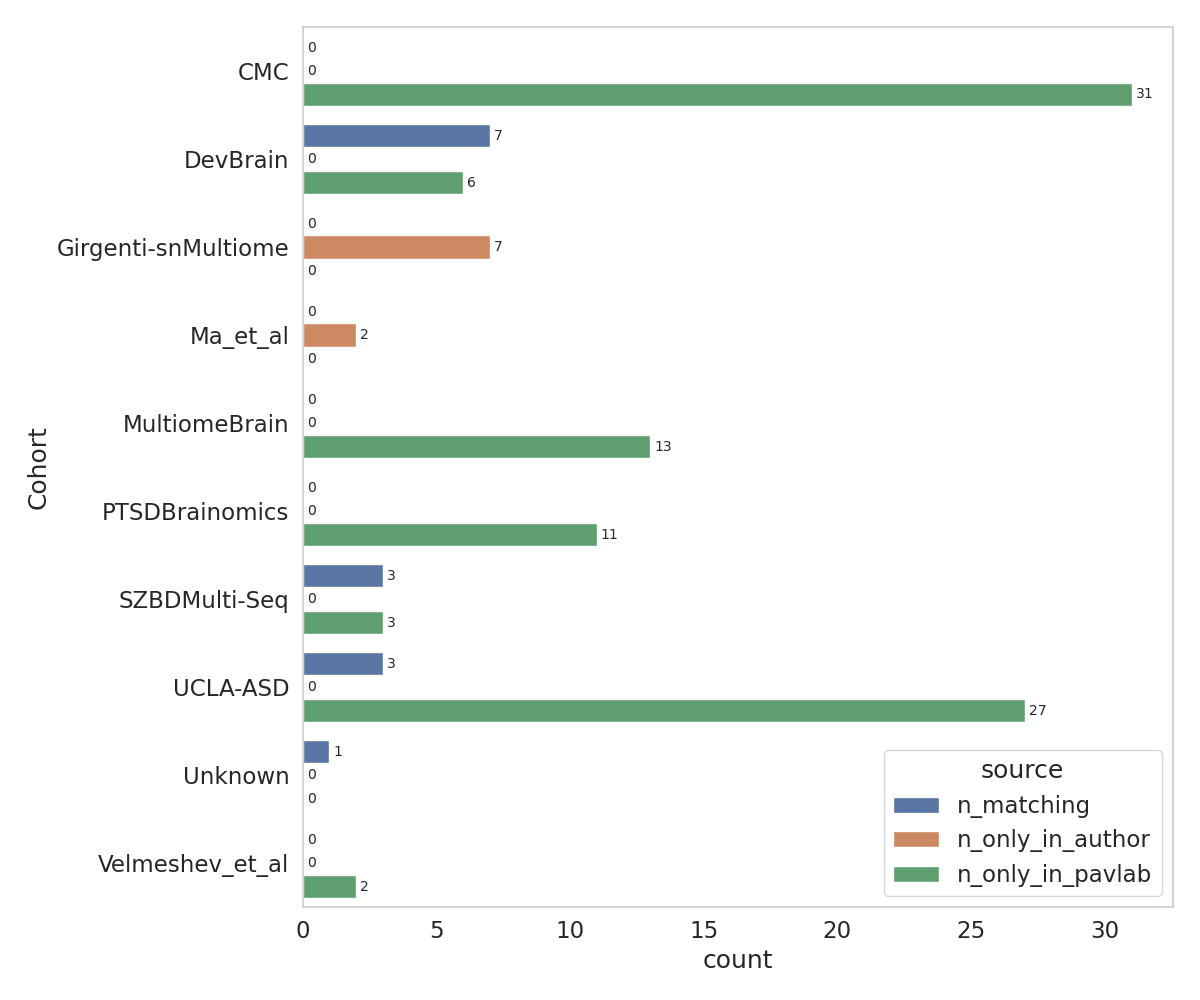 CMC
0
0
31
DevBrain
7
0
6
Girgenti-snMultiome
0
7
0
Ma_et_al
0
2
0
MultiomeBrain
0
0
13
PTSDBrainomics
0
0
11
SZBDMulti-Seq
3
0
3
UCLA-ASD
3
0
27
Unknown
1
0
0
Velmeshev_et_al
0
0
2
Cohort
0 5 10 15 20 25 30
count
source
n_matching
n_only_in_author
n_only_in_pavlab